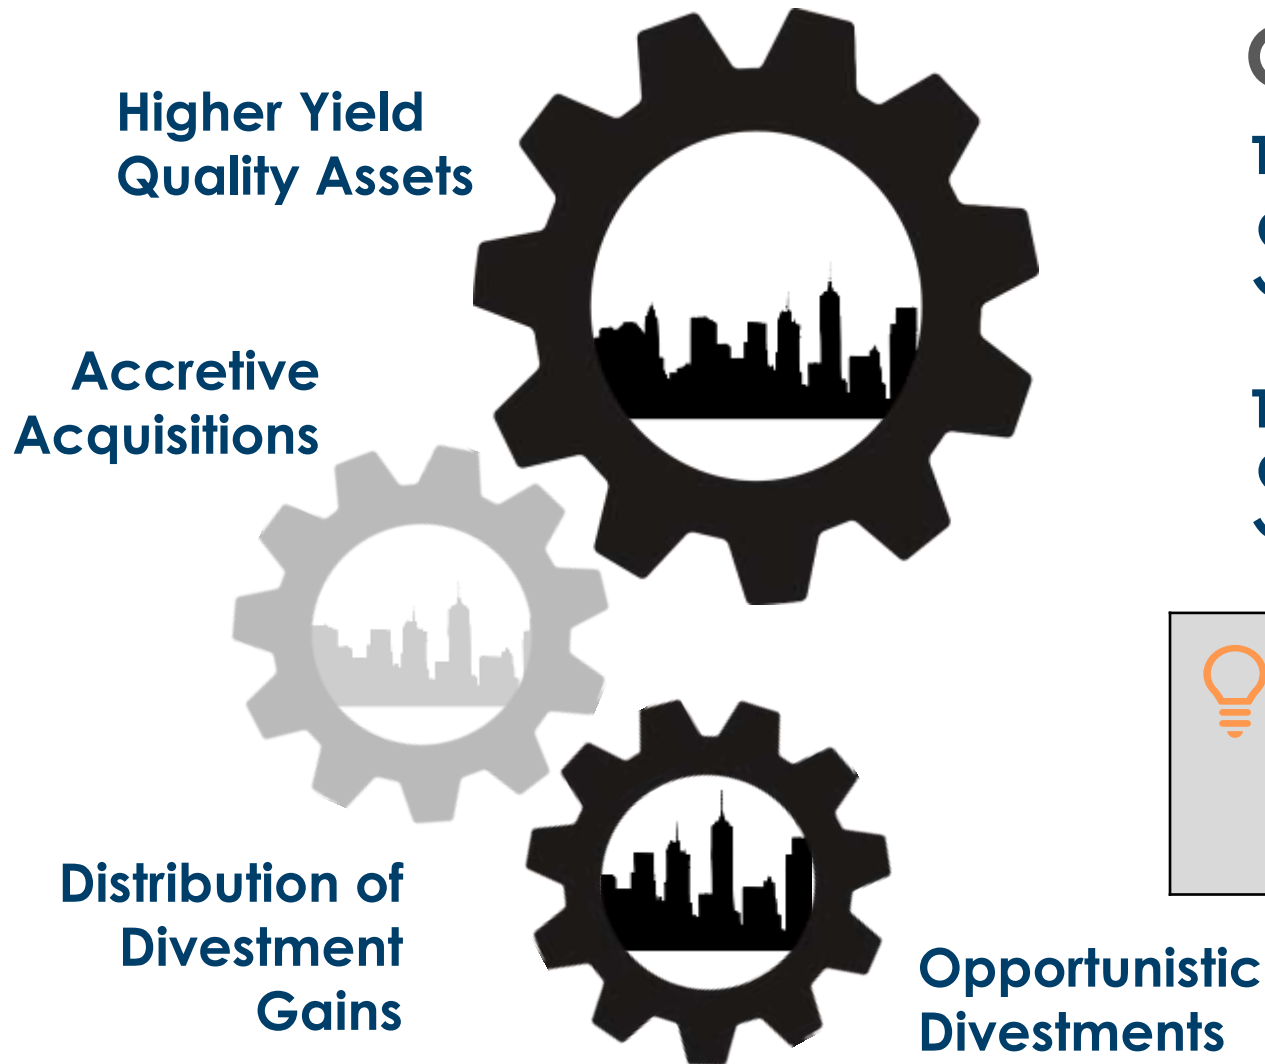 Higher Yield
Quality Assets
Accretive
Acquisitions
Distribution of
Divestment
Gains
Opportunistic
Divestments